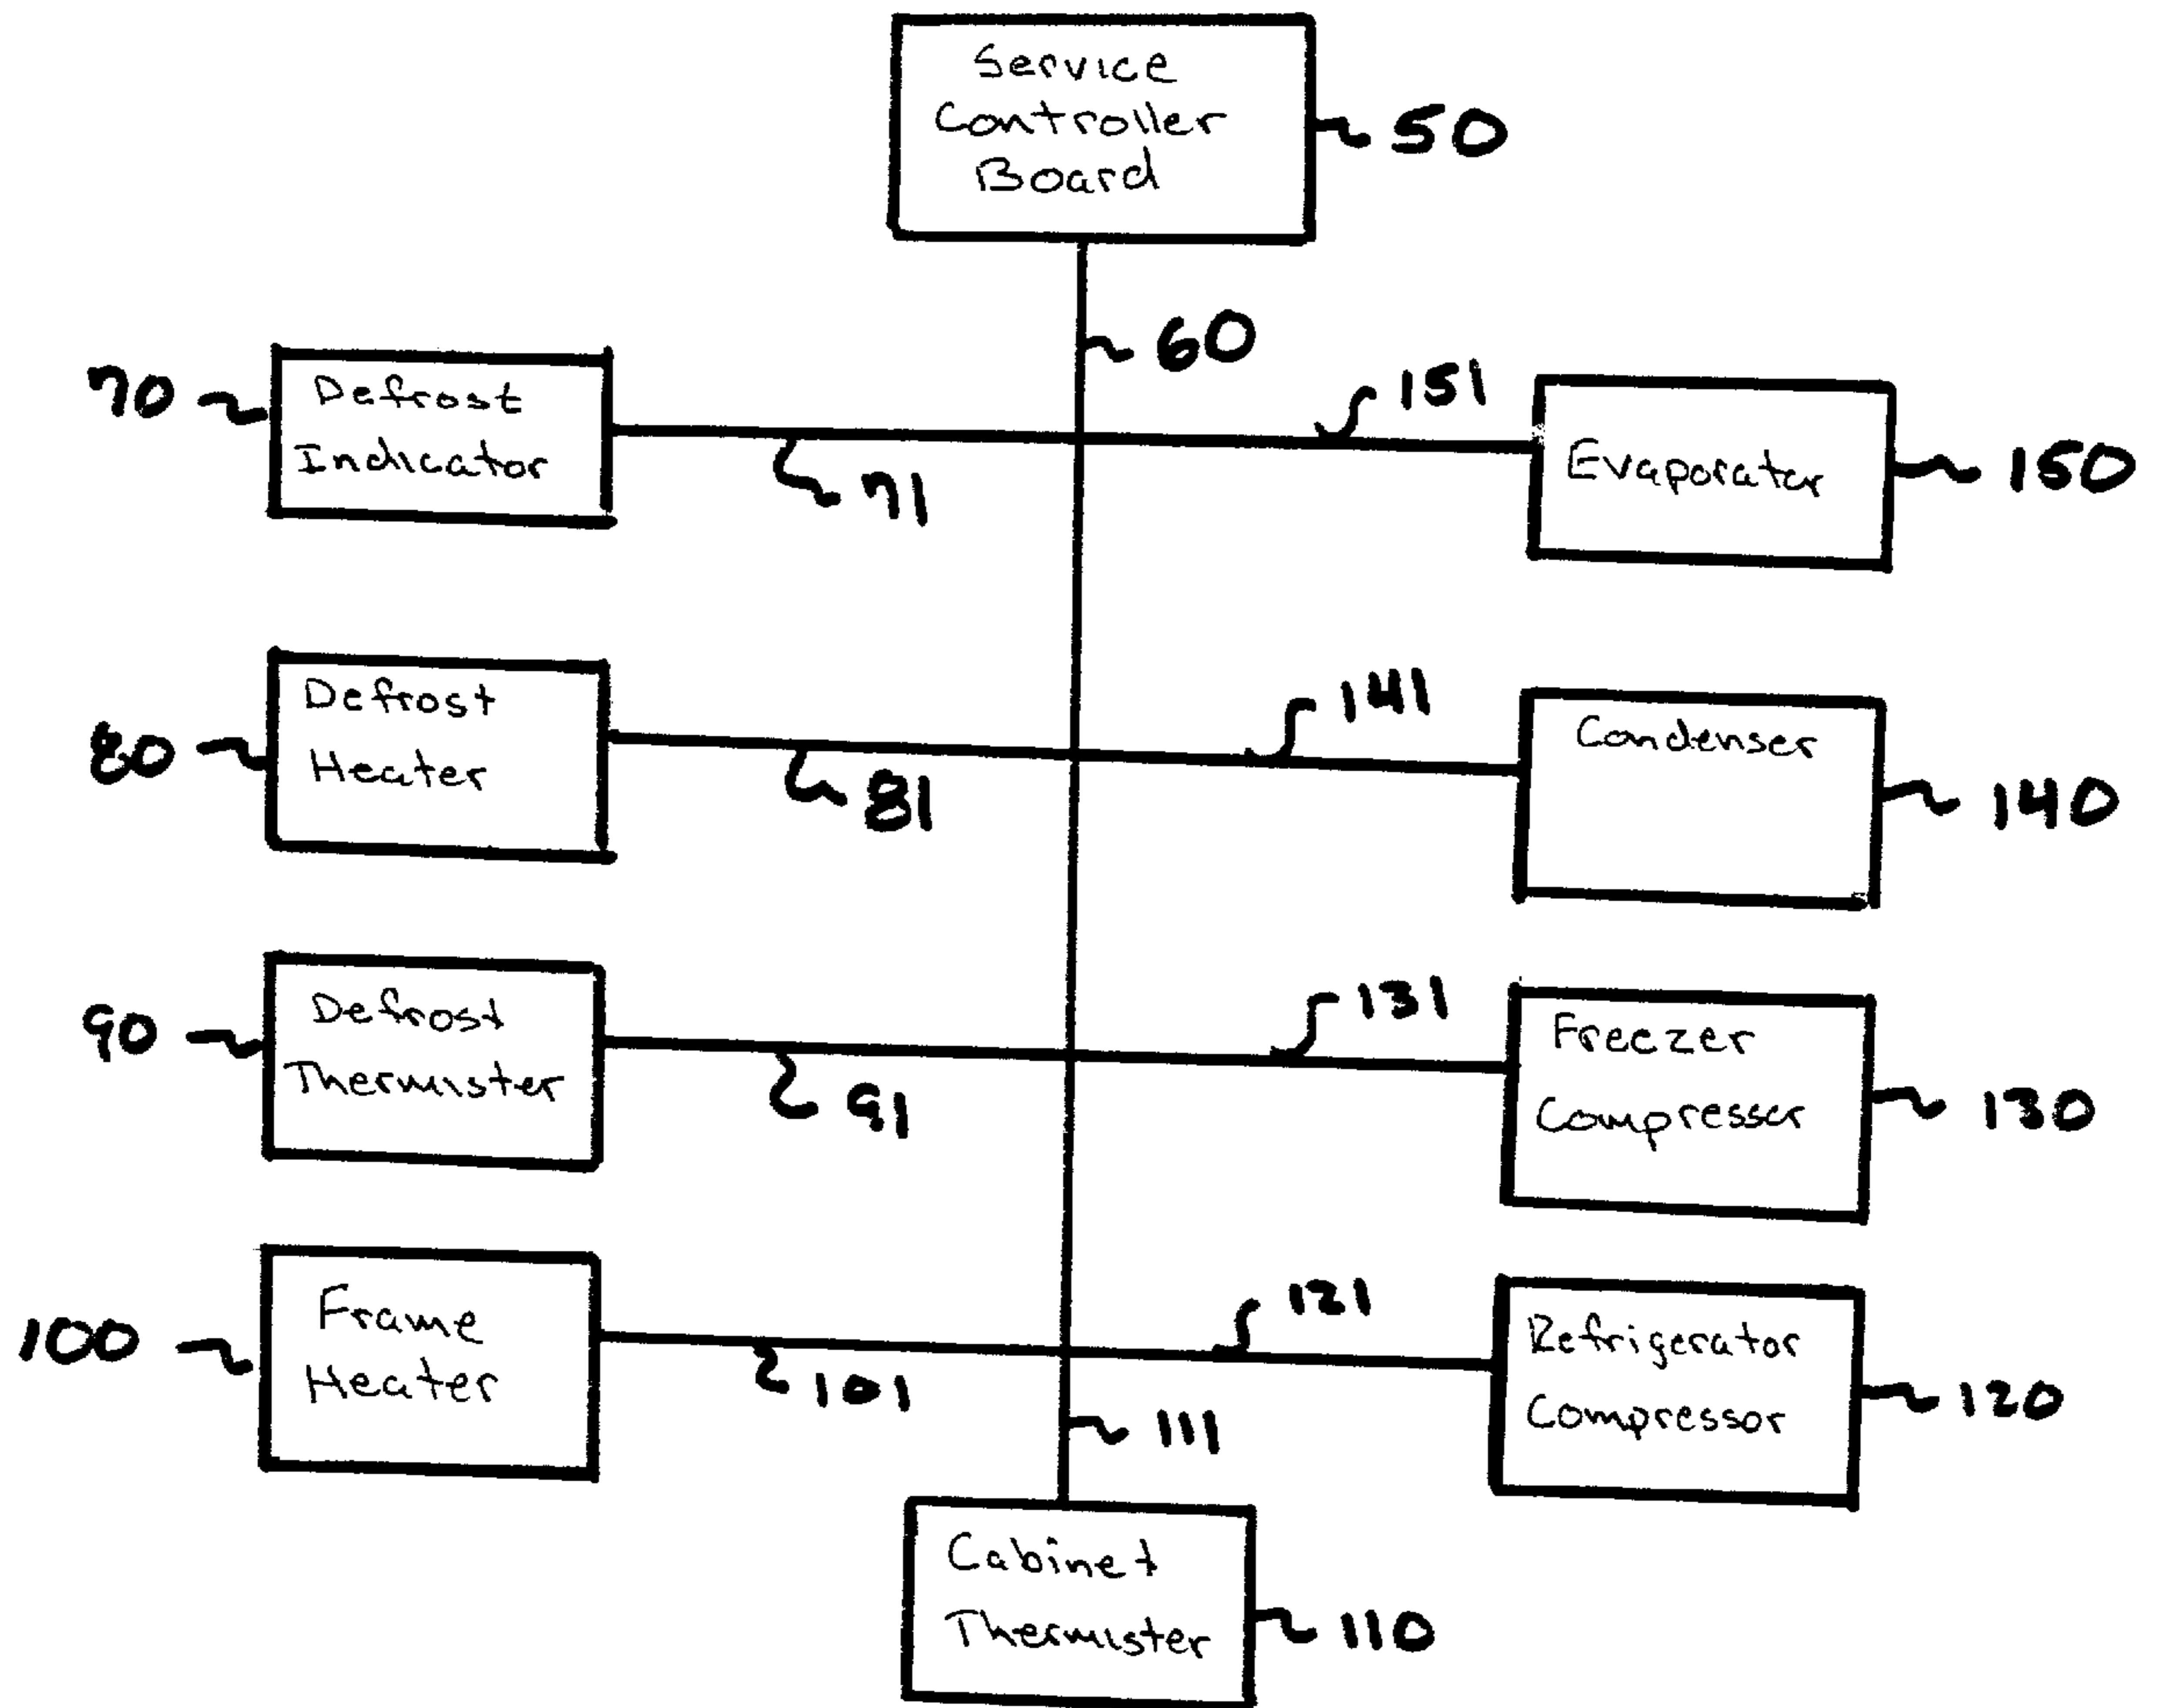 Service
Controller
Board
50
60
70
Defrost
Indicator
71
151
Evaporator
150
80
Defrost
Heater
81
141
Condenser
140
90
Defrost
Thermister
91
131
Freezer
Compressor
130
100
Frame
Heater
101
121
Refrigerator
Compressor
120
111
Cabinet
Thermister
110